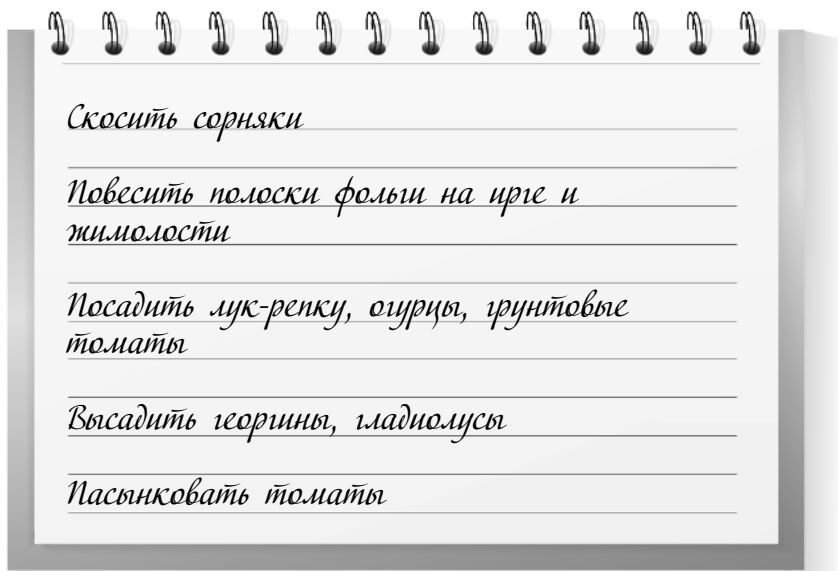 Скосить сорняки
Повесить полоски фольги на ирге и
жимолости
Посадить лук-репку, огурцы, грунтовые
томаты
Высадить георгины, гладиолусы
Пасынковать томаты